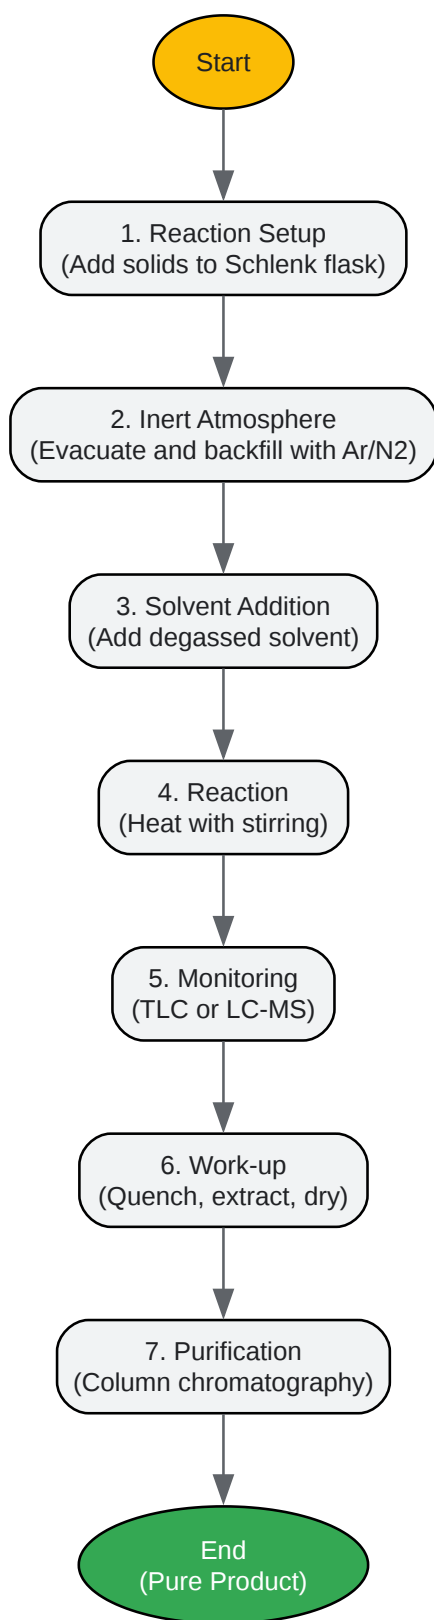 Start
1. Reaction Setup
(Add solids to Schlenk flask)
2. Inert Atmosphere
(Evacuate and backfill with Ar/N2)
3. Solvent Addition
(Add degassed solvent)
4. Reaction
(Heat with stirring)
5. Monitoring
(TLC or LC-MS)
6. Work-up
(Quench, extract, dry)
7. Purification
(Column chromatography)
End
(Pure Product)